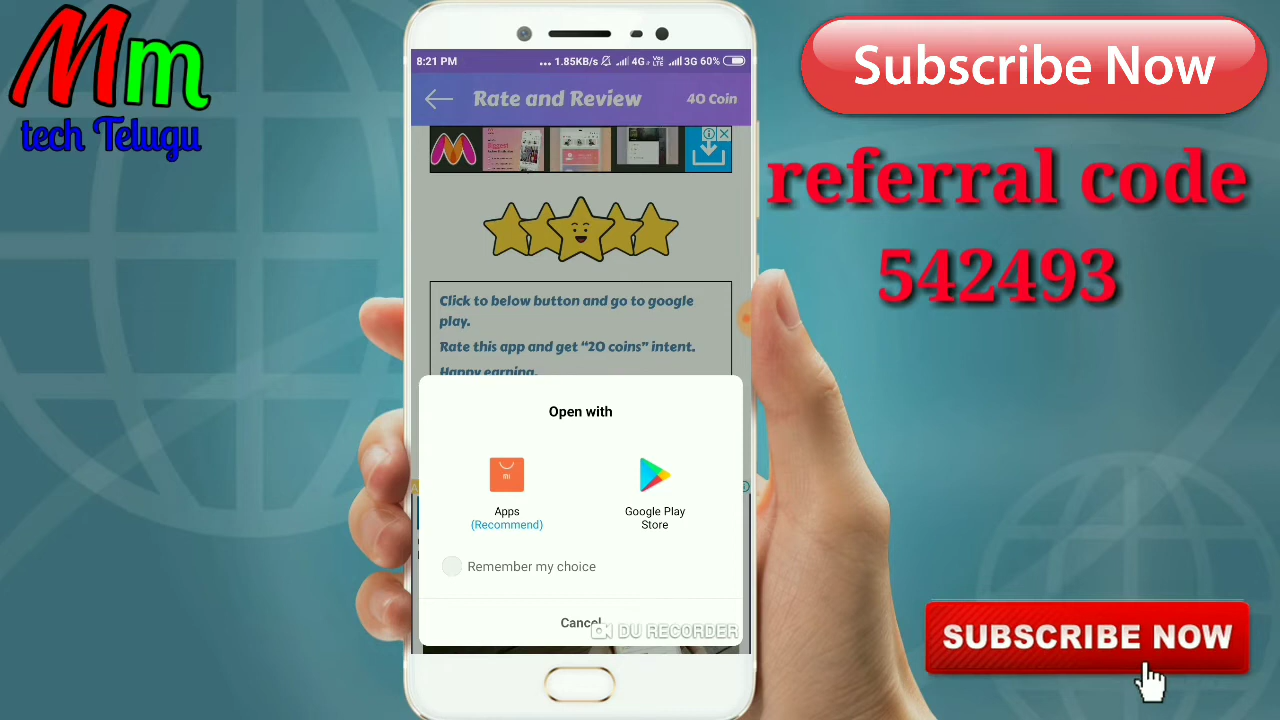 Mm
tech Telugu
8:21 PM
... 1.85KB/s 4G VoLTE 3G 60%
Rate and Review
40 Coin
Click to below button and go to google
play.
Rate this app and get “20 coins” intent.
Happy earning.
Open with
mi
Apps
(Recommend)
Google Play
Store
Remember my choice
Cancel
DU RECORDER
Subscribe Now
referral code
542493
SUBSCRIBE NOW